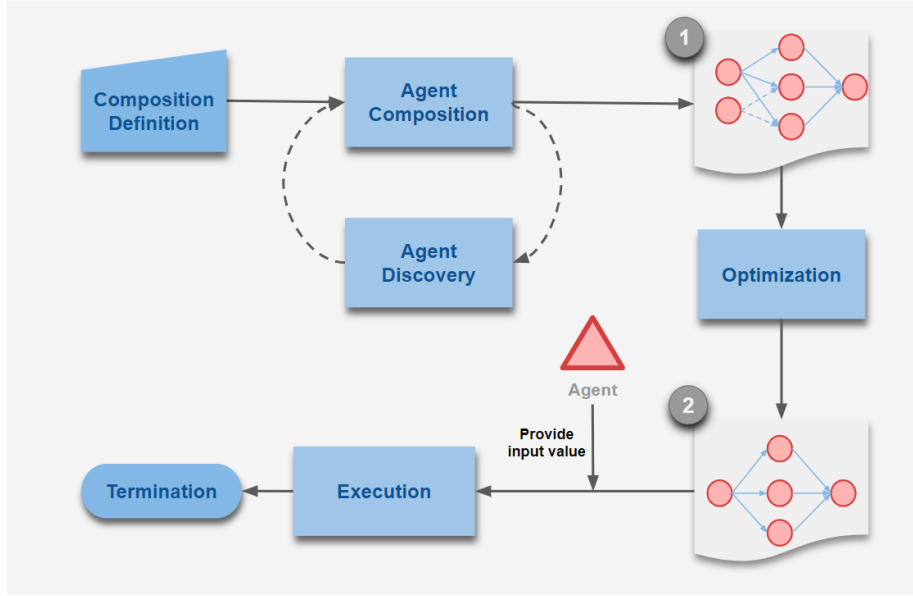 1
Composition
Definition
Agent
Composition
Agent
Discovery
Optimization
Agent
2
Provide
input value
Termination
Execution